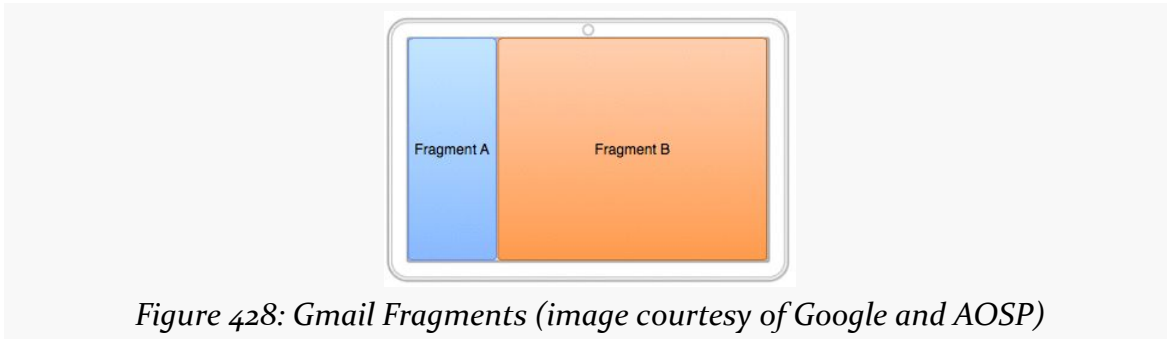 Fragment A
Fragment B
Figure 428: Gmail Fragments (image courtesy of Google and AOSP)